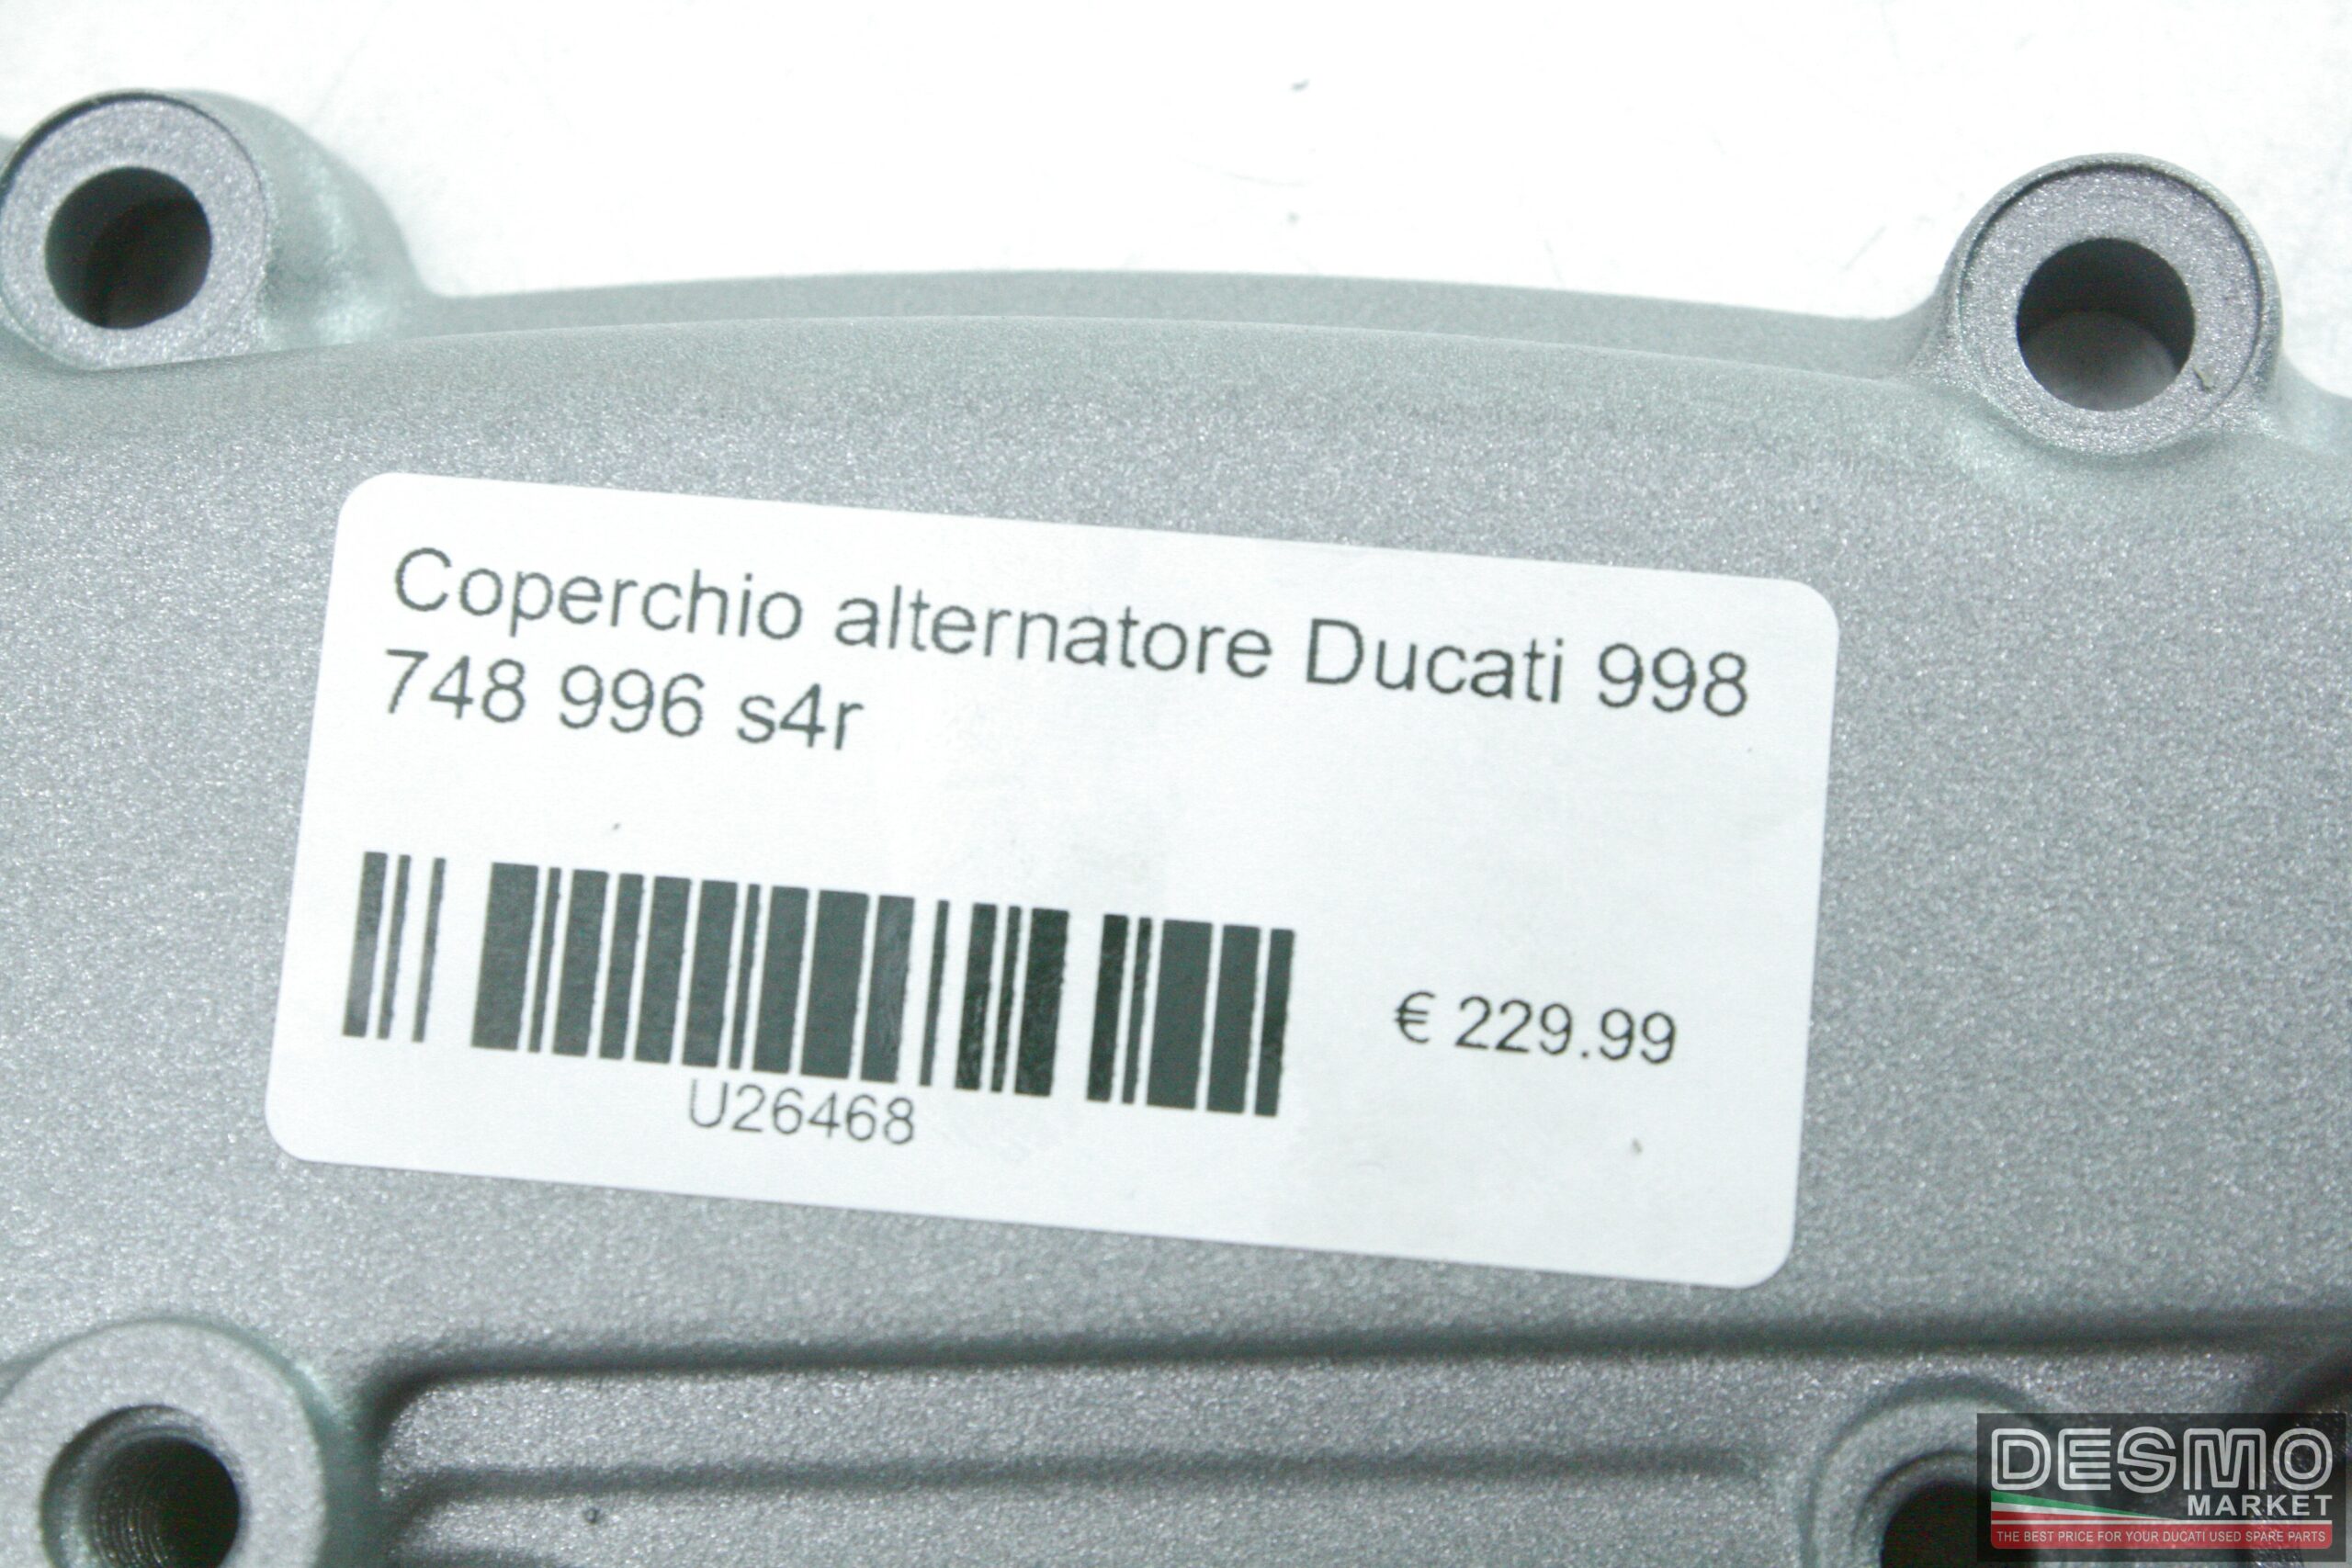 Coperchio alternatore Ducati 998
748 996 s4r
€ 229.99
U26468
DESMO
MARKET
THE BEST PRICE FOR YOUR DUCATI USED SPARE PARTS